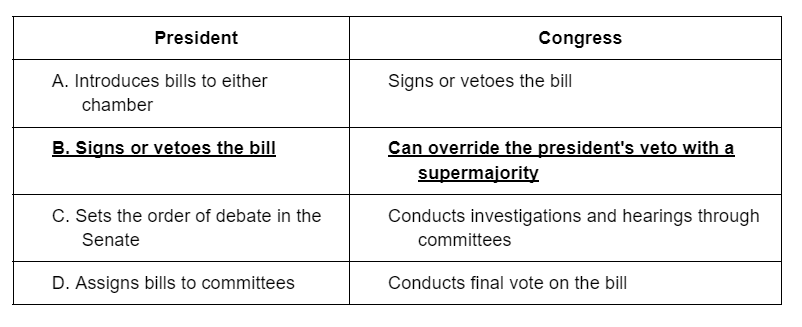 President
Congress
A. Introduces bills to either
chamber
Signs or vetoes the bill
B. Signs or vetoes the bill
Can override the president's veto with a
supermajority
C. Sets the order of debate in the
Senate
Conducts investigations and hearings through
committees
D. Assigns bills to committees
Conducts final vote on the bill